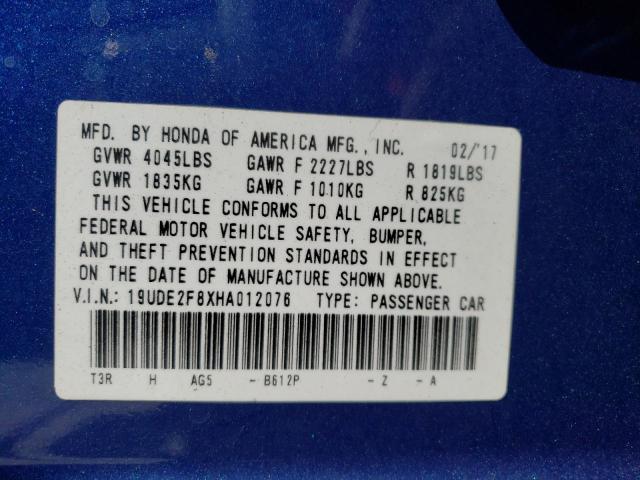 MFD. BY HONDA OF AMERICA MFG., INC. 02/'17
GVWR 4045LBS GAWR F 2227LBS R 1819LBS
GVWR 1835KG GAWR F 1010KG R 825KG
THIS VEHICLE CONFORMS TO ALL APPLICABLE
FEDERAL MOTOR VEHICLE SAFETY, BUMPER,
AND THEFT PREVENTION STANDARDS IN EFFECT
ON THE DATE OF MANUFACTURE SHOWN ABOVE.
V.I.N.: 19UDE2F8XHA012076 TYPE: PASSENGER CAR
T3R H AG5 - B612P - Z - A